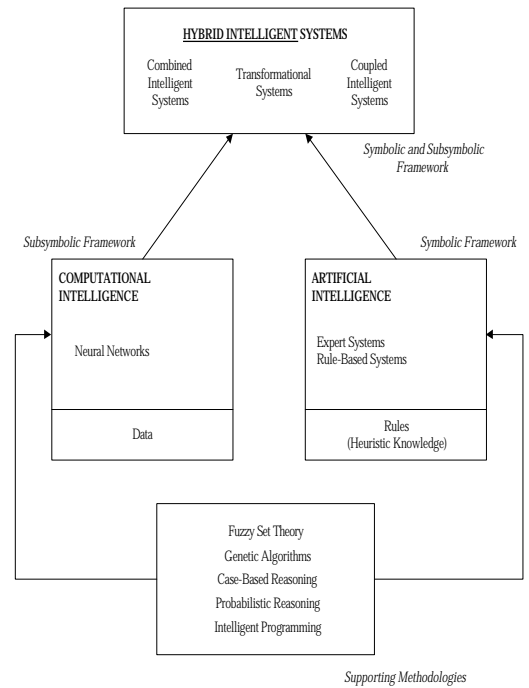 HYBRID INTELLIGENT SYSTEMS
Combined
Intelligent
Systems
Transformational
Systems
Coupled
Intelligent
Systems
Symbolic and Subsymbolic
Framework
Subsymbolic Framework
Symbolic Framework
COMPUTATIONAL
INTELLIGENCE
Neural Networks
Data
ARTIFICIAL
INTELLIGENCE
Expert Systems
Rule-Based Systems
Rules
(Heuristic Knowledge)
Fuzzy Set Theory
Genetic Algorithms
Case-Based Reasoning
Probabilistic Reasoning
Intelligent Programming
Supporting Methodologies